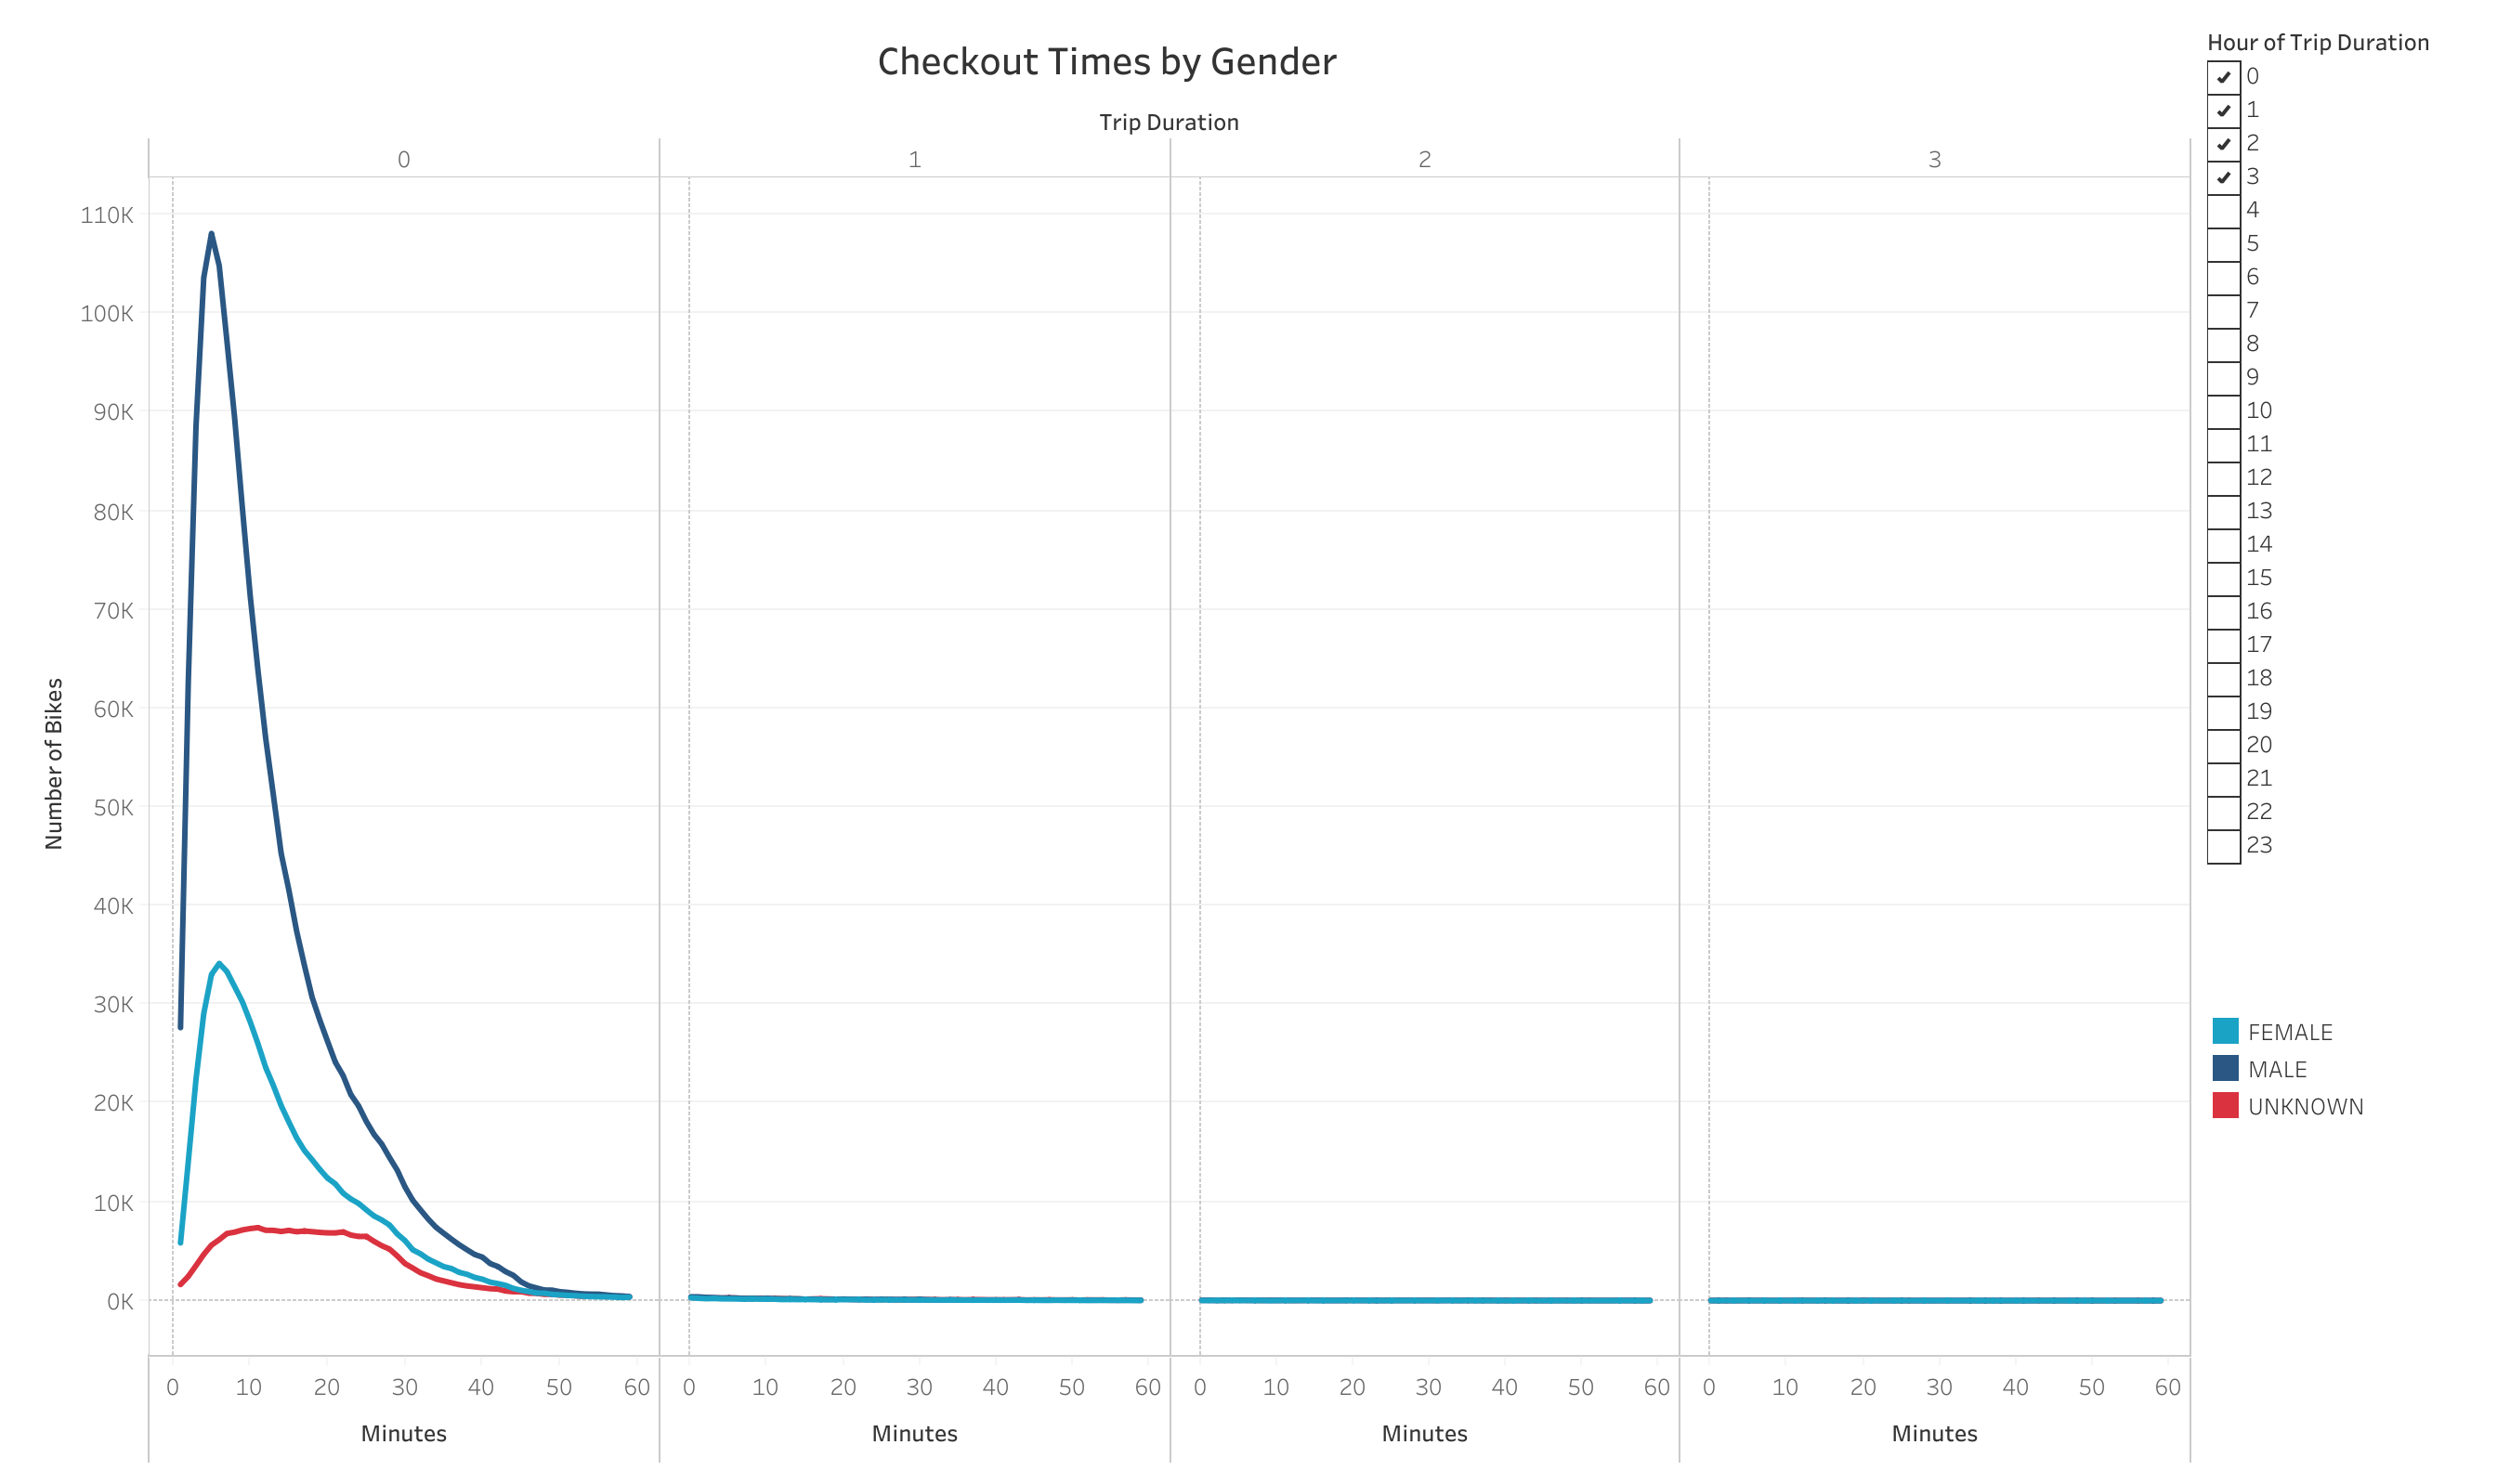 Checkout Times by Gender
Trip Duration
0 1 2 3
110K
100K
90K
80K
70K
60K
50K
40K
30K
20K
10K
0K
Number of Bikes
0 10 20 30 40 50 60 0 10 20 30 40 50 60 0 10 20 30 40 50 60 0 10 20 30 40 50 60
Minutes Minutes Minutes Minutes
Hour of Trip Duration
0
1
2
3
4
5
6
7
8
9
10
11
12
13
14
15
16
17
18
19
20
21
22
23
FEMALE
MALE
UNKNOWN